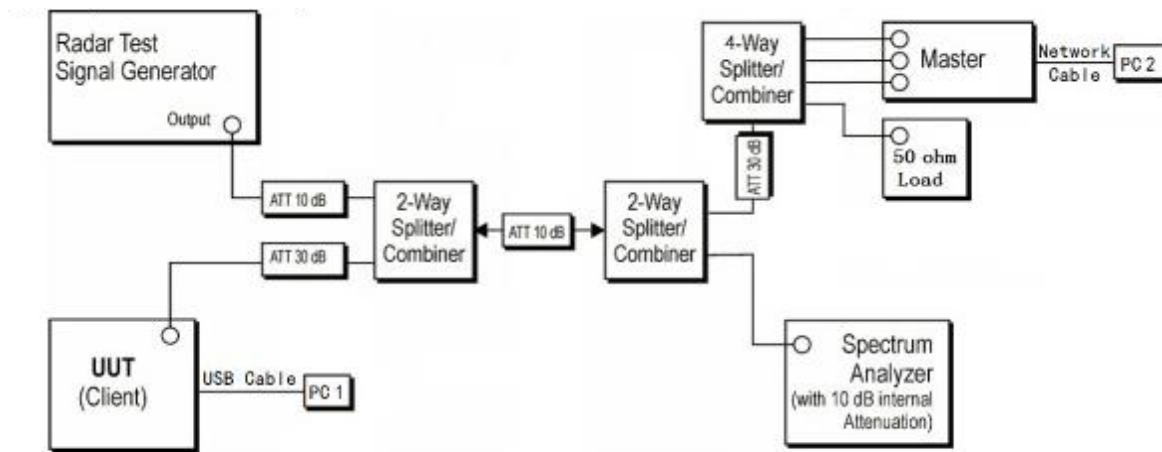 Radar Test
Signal Generator
Output
ATT 10 dB
ATT 30 dB
2-Way
Splitter/
Combiner
ATT 10 dB
2-Way
Splitter/
Combiner
ATT 30 dB
4-Way
Splitter/
Combiner
Master
Network
Cable
PC 2
50 ohm
Load
UUT
(Client)
USB Cable
PC 1
Spectrum
Analyzer
(with 10 dB internal
Attenuation)